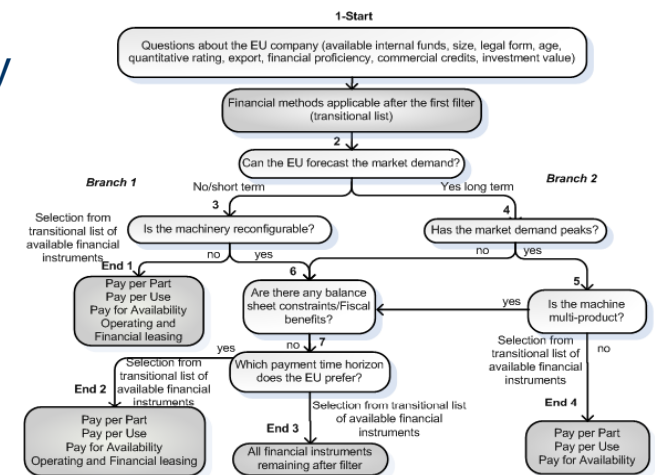 y
1-Start
Questions about the EU company (available internal funds, size, legal form, age,
quantitative rating, export, financial proficiency, commercial credits, investment value)
Financial methods applicable after the first filter
(transitional list)
2
Can the EU forecast the market demand?
Branch 1
Branch 2
No/short term
Yes long term
3
4
Selection from
transitional list of
available financial
instruments
Is the machinery reconfigurable?
Has the market demand peaks?
no
yes
no
yes
End 1
6
5
Pay per Part
Pay per Use
Pay for Availability
Operating and
Financial leasing
Are there any balance
sheet constraints/Fiscal
benefits?
yes
Is the machine
multi-product?
yes
no
7
Selection from
transitional list of
available financial
instruments
no
Selection from
transitional list of
available financial
instruments
Which payment time horizon
does the EU prefer?
End 2
Selection from transitional list
of available financial
instruments
End 3
End 4
Pay per Part
Pay per Use
Pay for Availability
Operating and Financial leasing
All financial instruments
remaining after filter
Pay per Part
Pay per Use
Pay for Availability